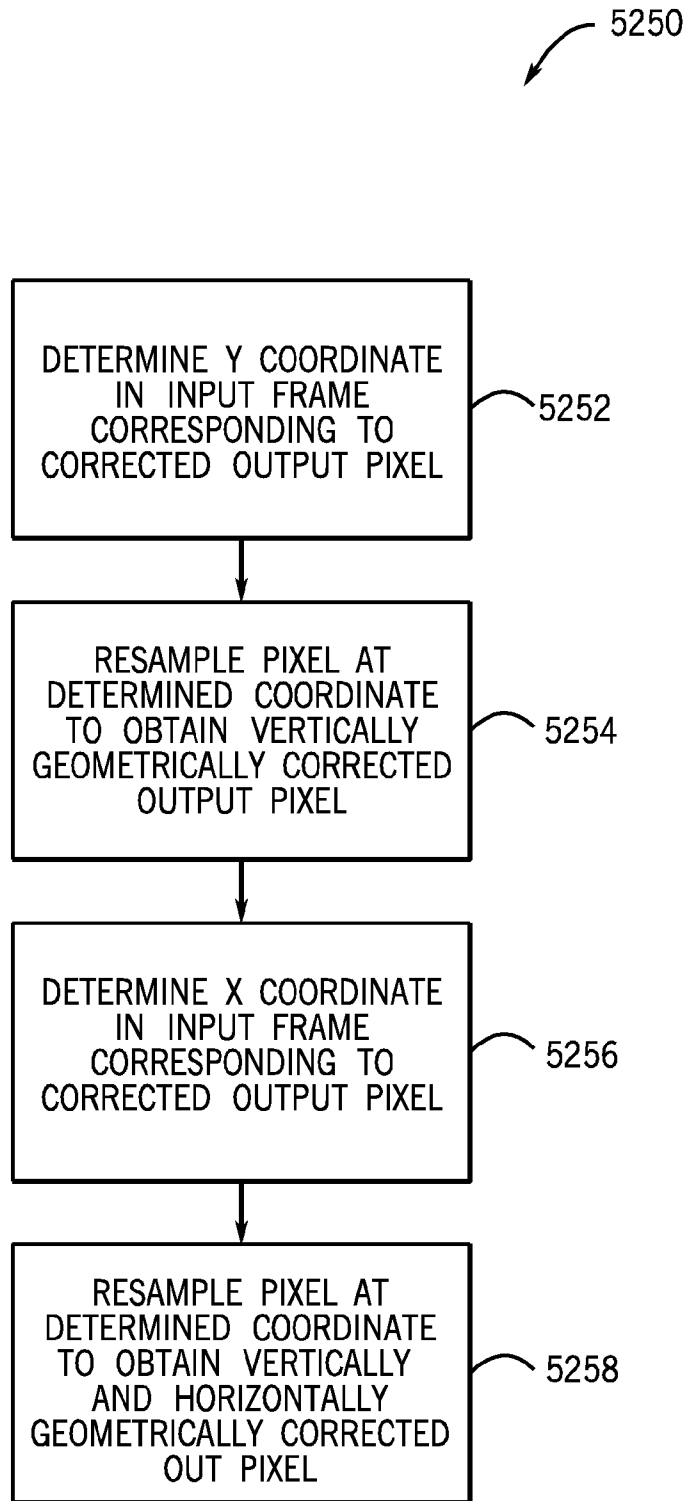 5250
DETERMINE Y COORDINATE
IN INPUT FRAME
CORRESPONDING TO
CORRECTED OUTPUT PIXEL
5252
RESAMPLE PIXEL AT
DETERMINED COORDINATE
TO OBTAIN VERTICALLY
GEOMETRICALLY CORRECTED
OUTPUT PIXEL
5254
DETERMINE X COORDINATE
IN INPUT FRAME
CORRESPONDING TO
CORRECTED OUTPUT PIXEL
5256
RESAMPLE PIXEL AT
DETERMINED COORDINATE
TO OBTAIN VERTICALLY
AND HORIZONTALLY
GEOMETRICALLY CORRECTED
OUT PIXEL
5258